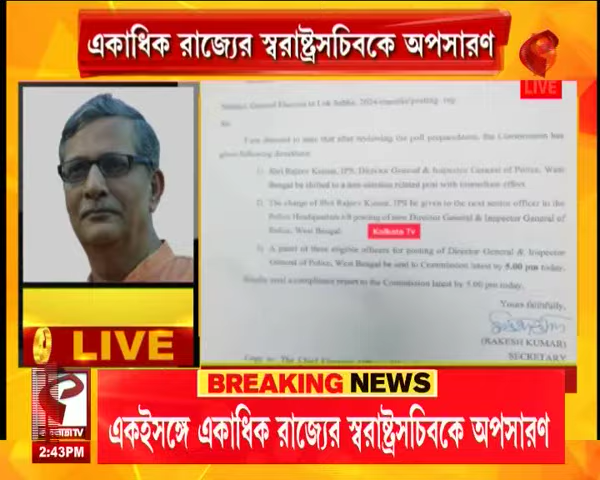 একাধিক রাজ্যের স্বরাষ্ট্রসচিবকে অপসারণ
LIVE
General Election to Lok Sabha, 2024
I am directed to state that after reviewing the poll preparedness, the Commission has
given following directions:
1) Shri Rajeev Kumar, IPS, Director General & Inspector General of Police, West
Bengal be shifted to a non-election related post with immediate effect.
2) The charge of Shri Rajeev Kumar, IPS be given to the next senior officer in the
Police Headquarters till posting of new Director General & Inspector General of
Police, West Bengal.
Kolkata Tv
3) A panel of three eligible officers for posting of Director General & Inspector
General of Police, West Bengal be sent to Commission latest by 5.00 pm today.
Kindly send a compliance report to the Commission latest by 5.00 pm today.
Yours faithfully,
(RAKESH KUMAR)
SECRETARY
Copy to The Chief
LIVE
BREAKING NEWS
একইসঙ্গে একাধিক রাজ্যের স্বরাষ্ট্রসচিবকে অপসারণ
2:43PM